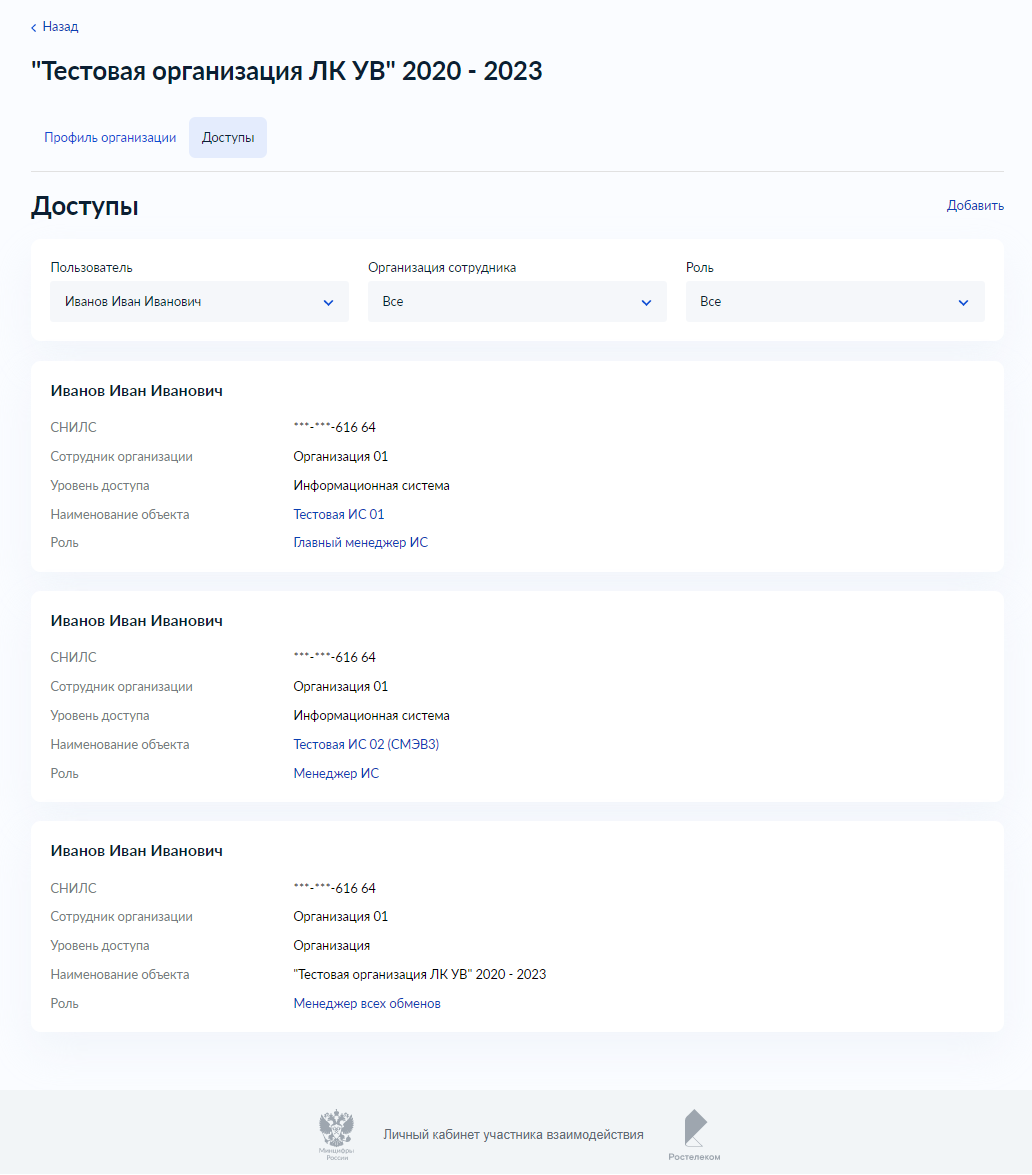 Назад
"Тестовая организация ЛК УВ" 2020 - 2023
Профиль организации Доступы
Доступы Добавить
Пользователь Организация сотрудника Роль
Иванов Иван Иванович Все Все
Иванов Иван Иванович
СНИЛС ***-***-616 64
Сотрудник организации Организация 01
Уровень доступа Информационная система
Наименование объекта Тестовая ИС 01
Роль Главный менеджер ИС
Иванов Иван Иванович
СНИЛС ***-***-616 64
Сотрудник организации Организация 01
Уровень доступа Информационная система
Наименование объекта Тестовая ИС 02 (СМЭВ3)
Роль Менеджер ИС
Иванов Иван Иванович
СНИЛС ***-***-616 64
Сотрудник организации Организация 01
Уровень доступа Организация
Наименование объекта "Тестовая организация ЛК УВ" 2020 - 2023
Роль Менеджер всех обменов
Минцифры
России
Личный кабинет участника взаимодействия
Ростелеком